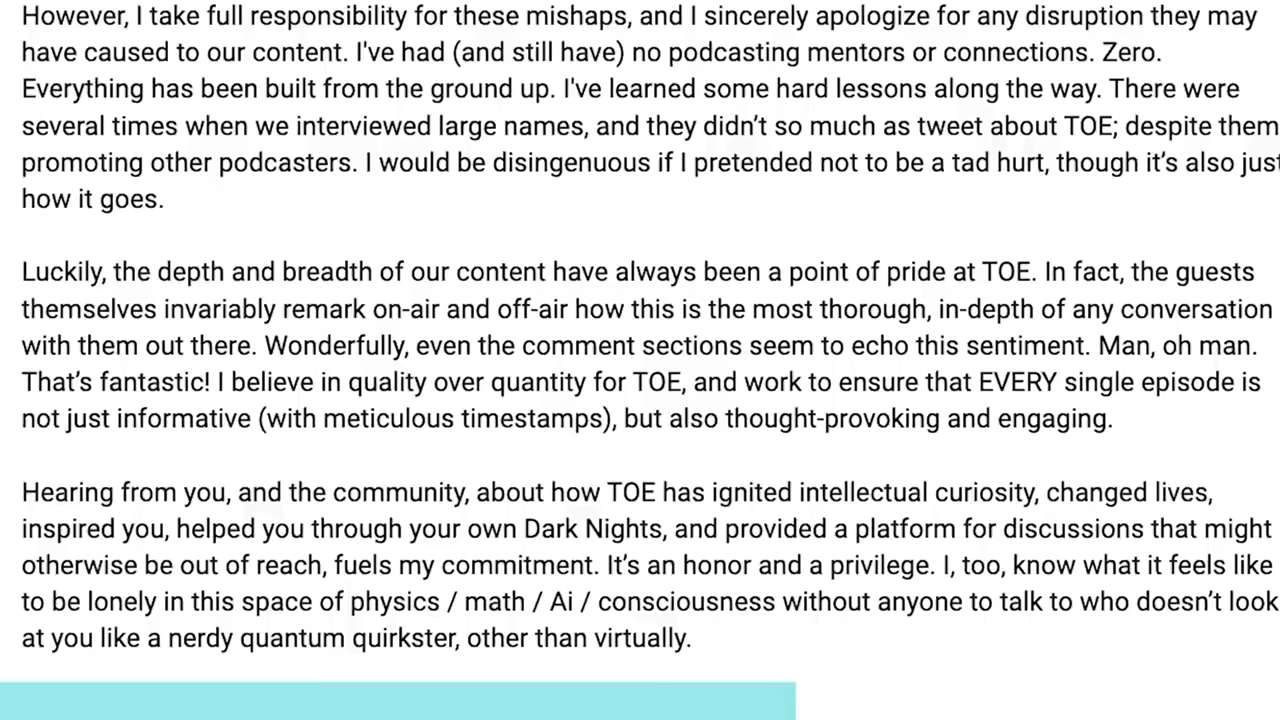 However, I take full responsibility for these mishaps, and I sincerely apologize for any disruption they may
have caused to our content. I've had (and still have) no podcasting mentors or connections. Zero.
Everything has been built from the ground up. I've learned some hard lessons along the way. There were
several times when we interviewed large names, and they didn’t so much as tweet about TOE; despite them
promoting other podcasters. I would be disingenuous if I pretended not to be a tad hurt, though it’s also just
how it goes.
Luckily, the depth and breadth of our content have always been a point of pride at TOE. In fact, the guests
themselves invariably remark on-air and off-air how this is the most thorough, in-depth of any conversation
with them out there. Wonderfully, even the comment sections seem to echo this sentiment. Man, oh man.
That’s fantastic! I believe in quality over quantity for TOE, and work to ensure that EVERY single episode is
not just informative (with meticulous timestamps), but also thought-provoking and engaging.
Hearing from you, and the community, about how TOE has ignited intellectual curiosity, changed lives,
inspired you, helped you through your own Dark Nights, and provided a platform for discussions that might
otherwise be out of reach, fuels my commitment. It’s an honor and a privilege. I, too, know what it feels like
to be lonely in this space of physics / math / Ai / consciousness without anyone to talk to who doesn’t look
at you like a nerdy quantum quirkster, other than virtually.